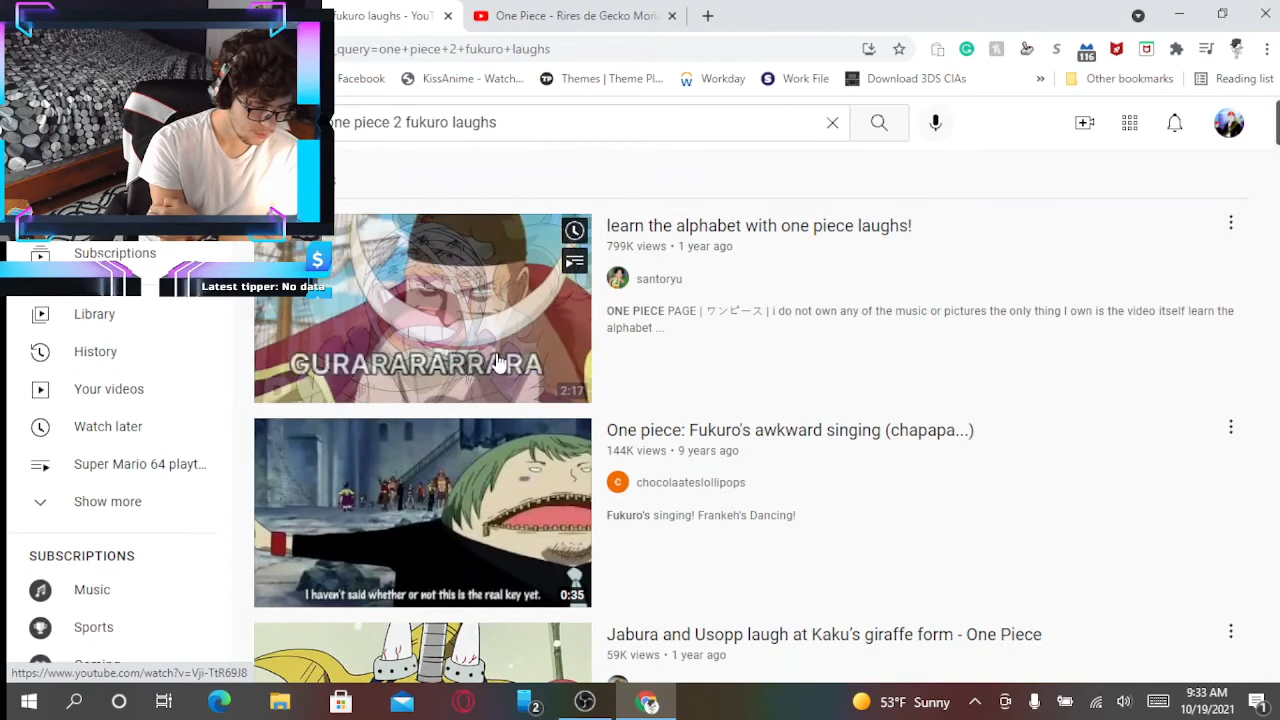 fukuro laughs - YouT
One Piece - Rires de Gecko Mori
_query=one+piece+2+fukuro+laughs
116
Facebook
KissAnime - Watch...
Themes | Theme Pl...
Workday
Work File
Download 3DS CIAs
»
Other bookmarks
Reading list
ne piece 2 fukuro laughs
Subscriptions
$
Latest tipper: No data
Library
History
Your videos
Watch later
Super Mario 64 playt...
Show more
SUBSCRIPTIONS
Music
Sports
GURARARARRARA
2:17
learn the alphabet with one piece laughs!
799K views • 1 year ago
santoryu
ONE PIECE PAGE | ワンピース | i do not own any of the music or pictures the only thing I own is the video itself learn the
alphabet ...
I haven't said whether or not this is the real key yet.
0:35
One piece: Fukuro's awkward singing (chapapa...)
144K views • 9 years ago
C
chocolaateslollipops
Fukuro's singing! Frankeh's Dancing!
Jabura and Usopp laugh at Kaku's giraffe form - One Piece
59K views • 1 year ago
https://www.youtube.com/watch?v=Vji-TtR69J8
2
53°F Sunny
9:33 AM
10/19/2021
1